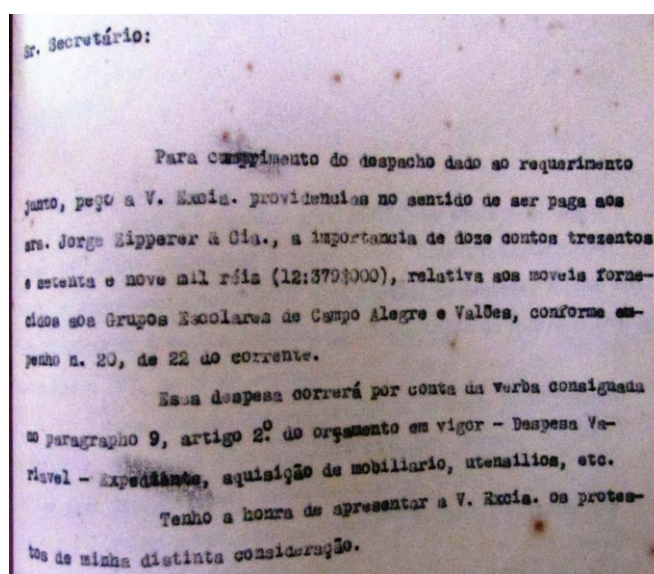 Sr. Secretário:
Para cumprimento do despacho dado ao requerimento
junto, peço a V. Excia. providencias no sentido de ser paga aos
srs. Jorge Zipperer & Cia., a importancia de doze contos trezentos
e setenta e nove mil réis (12:379$000), relativa aos moveis forne-
cidos aos Grupos Escolares de Campo Alegre e Valões, conforme em-
penho n. 20, de 22 do corrente.
Essa despesa correrá por conta da verba consignada
no paragrapho 9, artigo 2º. do orçamento em vigor - Despesa Va-
riavel - Expediente, aquisição de mobiliario, utensilios, etc.
Tenho a honra de apresentar a V. Excia. os protes-
tos de minha distinta consideração.